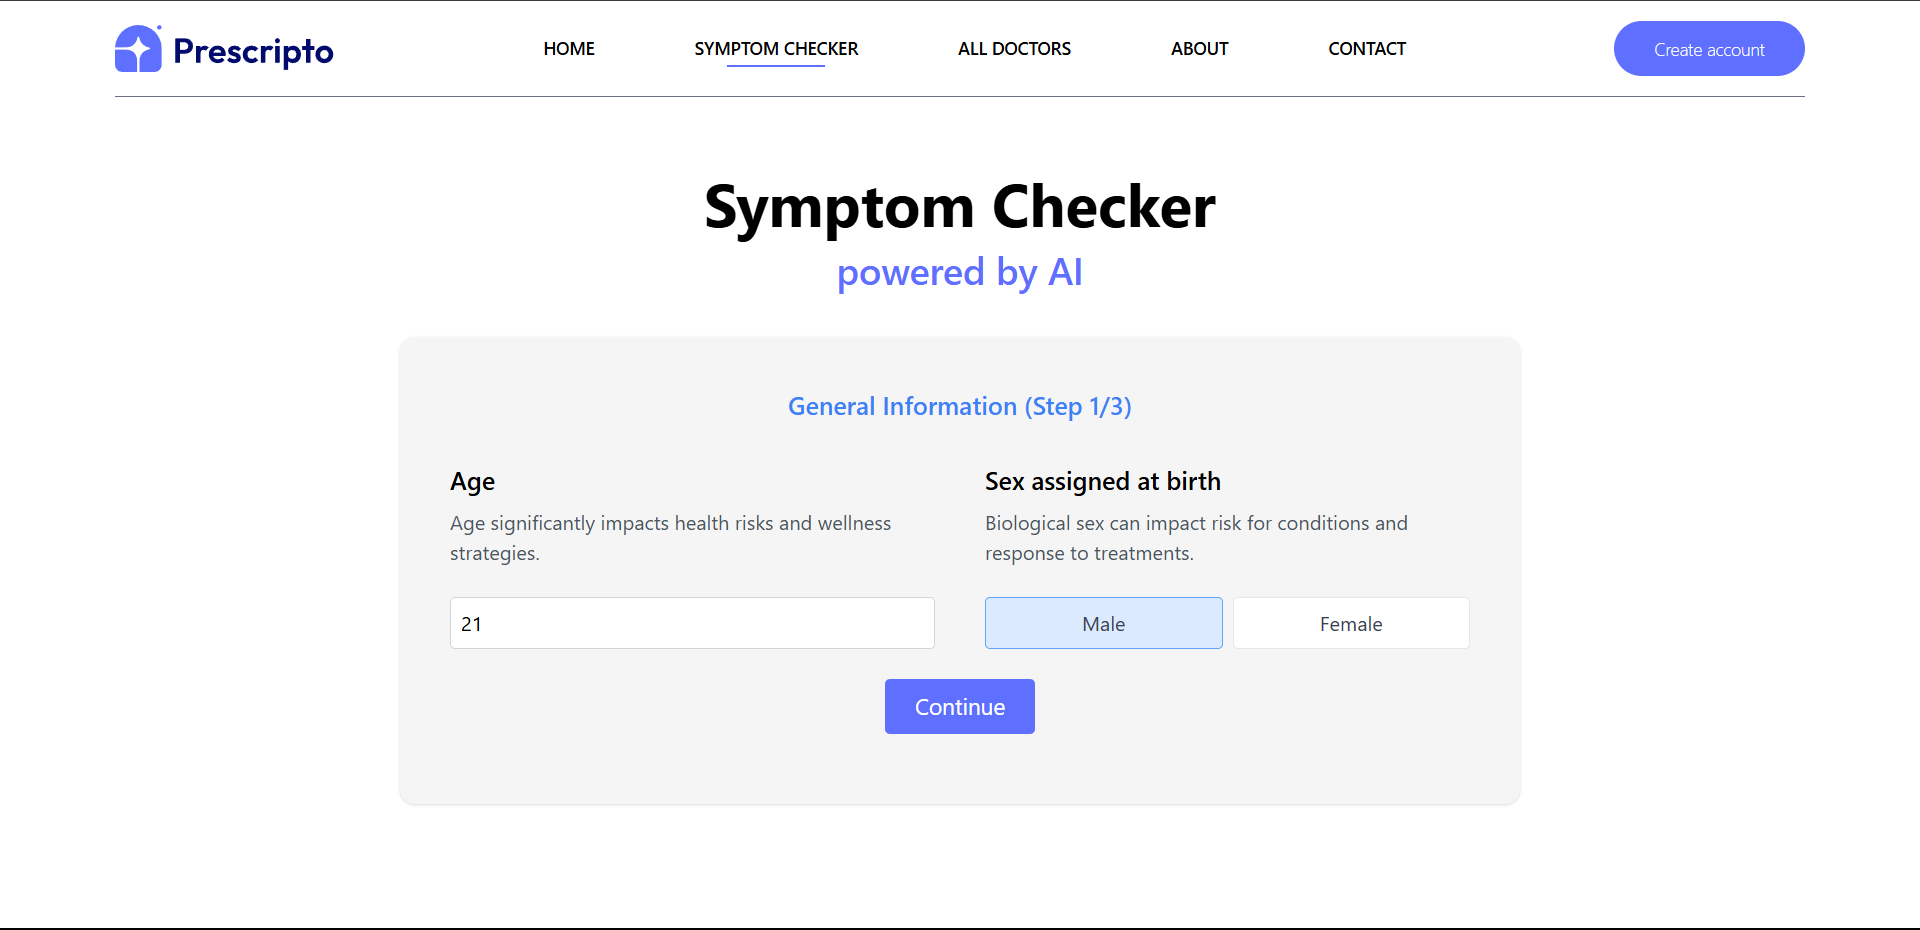 Prescripto
HOME
SYMPTOM CHECKER
ALL DOCTORS
ABOUT
CONTACT
Create account
Symptom Checker
powered by AI
General Information (Step 1/3)
Age
Age significantly impacts health risks and wellness
strategies.
21
Sex assigned at birth
Biological sex can impact risk for conditions and
response to treatments.
Male
Female
Continue